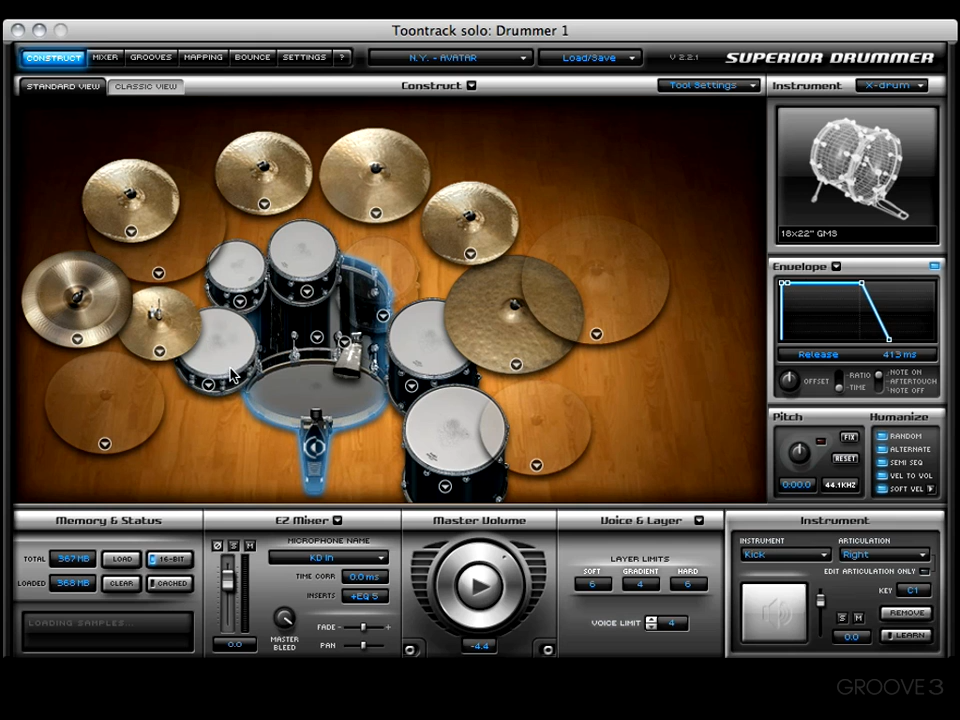 Toontrack solo: Drummer 1
CONSTRUCT MIXER GROOVES MAPPING BOUNCE SETTINGS ? N.Y. - AVATAR Load/Save V 2.2.1 SUPERIOR DRUMMER
STANDARD VIEW CLASSIC VIEW Construct Tool Settings Instrument X-drum
18x22" GMS
Envelope
Release 413 ms
OFFSET RATIO TIME NOTE ON AFTERTOUCH NOTE OFF
Pitch Humanize
FIX RESET 0:00.0 44.1KHZ
RANDOM
ALTERNATE
SEMI SEQ
VEL TO VOL
SOFT VEL
Memory & Status EZ Mixer Master Volume Voice & Layer Instrument
TOTAL 367 MB LOAD 16-BIT
LOADED 368 MB CLEAR CACHED
LOADING SAMPLES...
MICROPHONE NAME
KD In
TIME CORR 0.0 ms
INSERTS +EQ 5
MASTER BLEED
FADE - +
PAN
0.0
-4.4
LAYER LIMITS
SOFT GRADIENT HARD
6 4 6
VOICE LIMIT 4
INSTRUMENT ARTICULATION
Kick Right
EDIT ARTICULATION ONLY
KEY C1
REMOVE
S M
0.0 LEARN
GROOVE3